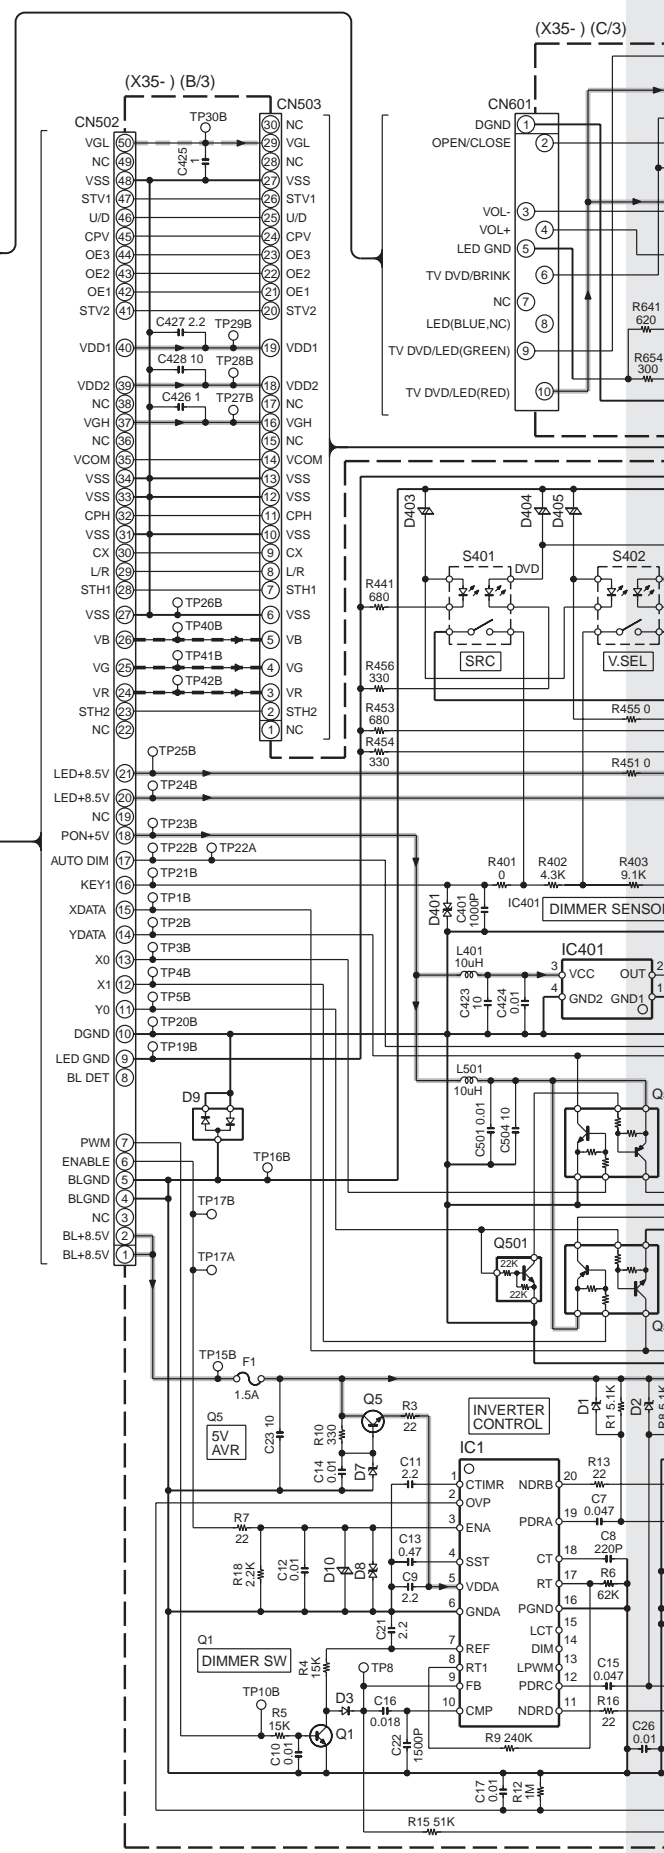 (X35- ) (C/3)
(X35- ) (B/3)
CN502
CN503
CN601
TP30B
C425
1
VGL 50
NC 49
VSS 48
STV1 47
U/D 46
CPV 45
OE3 44
OE2 43
OE1 42
STV2 41
VDD1 40
VDD2 39
NC 38
VGH 37
NC 36
VCOM 35
VSS 34
VSS 33
CPH 32
VSS 31
CX 30
L/R 29
STH1 28
VSS 27
VB 26
VG 25
VR 24
STH2 23
NC 22
LED+8.5V 21
LED+8.5V 20
NC 19
PON+5V 18
AUTO DIM 17
KEY1 16
XDATA 15
YDATA 14
X0 13
X1 12
Y0 11
DGND 10
LED GND 9
BL DET 8
PWM 7
ENABLE 6
BLGND 5
BLGND 4
NC 3
BL+8.5V 2
BL+8.5V 1
30 NC
29 VGL
28 NC
27 VSS
26 STV1
25 U/D
24 CPV
23 OE3
22 OE2
21 OE1
20 STV2
19 VDD1
18 VDD2
17 NC
16 VGH
15 NC
14 VCOM
13 VSS
12 VSS
11 CPH
10 VSS
9 CX
8 L/R
7 STH1
6 VSS
5 VB
4 VG
3 VR
2 STH2
1 NC
C427 2.2
TP29B
C428 10
TP28B
C426 1
TP27B
TP26B
TP40B
TP41B
TP42B
DGND 1
OPEN/CLOSE 2
VOL- 3
VOL+ 4
LED GND 5
TV DVD/BRINK 6
NC 7
LED(BLUE,NC) 8
TV DVD/LED(GREEN) 9
TV DVD/LED(RED) 10
R641
620
R654
300
D403
D404
D405
S401
DVD
S402
R441
680
SRC
V.SEL
R456
330
R453
680
R454
330
R455 0
R451 0
TP25B
TP24B
TP23B
TP22B
TP22A
TP21B
TP1B
TP2B
TP3B
TP4B
TP5B
TP20B
TP19B
R401
0
R402
4.3K
R403
9.1K
D401
C401
1000P
IC401
DIMMER SENSOR
L401
10uH
C423
10
C424
0.01
IC401
3
VCC
OUT
2
4
GND2
GND1
1
L501
10uH
C501 0.01
C504 10
D9
TP16B
TP17B
TP17A
Q501
22K
22K
TP15B
F1
1.5A
Q5
5V
AVR
C23 10
R10
330
C14
0.01
D7
Q5
R3
22
INVERTER
CONTROL
D1
R1 5.1K
D2
R8 5.1K
IC1
C11
2.2
1 CTIMR
2 OVP
3 ENA
4 SST
5 VDDA
6 GNDA
7 REF
8 RT1
9 FB
10 CMP
NDRB 20
PDRA 19
CT 18
RT 17
PGND 16
LCT 15
DIM 14
LPWM 13
PDRC 12
NDRD 11
R13
22
C7
0.047
C8
220P
R6
62K
C15
0.047
R16
22
R7
22
R18
2.2K
C12
0.01
D10
D8
C13
0.47
C9
2.2
C21
2.2
Q1
DIMMER SW
R4
15K
TP8
TP10B
R5
15K
C10
0.01
Q1
D3
C16
0.018
C22
1500P
R9 240K
C26
0.01
C17
0.01
R12
1M
R15 51K